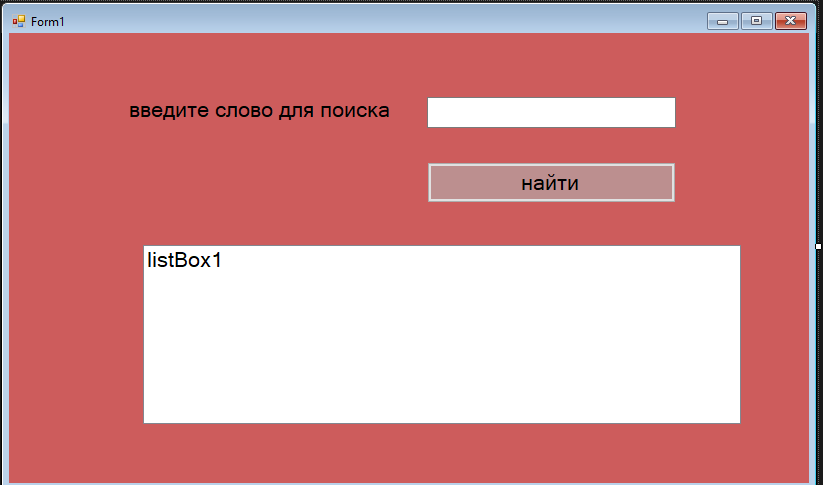 Form1
введите слово для поиска
найти
listBox1